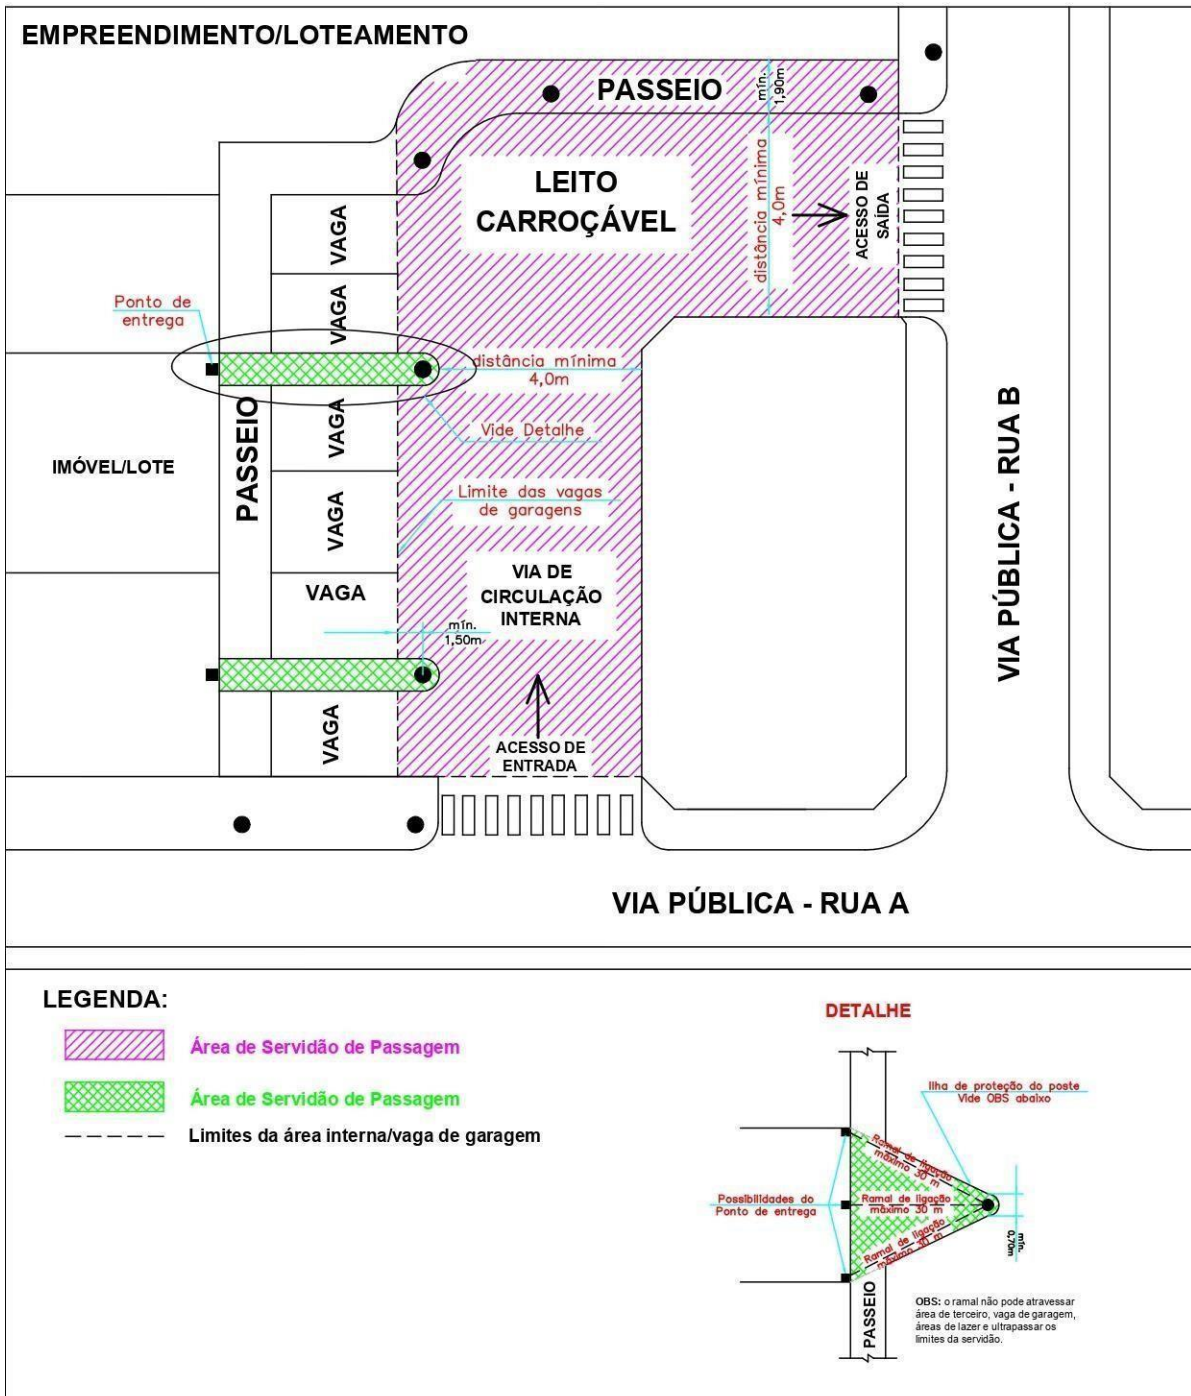 EMPREENDIMENTO/LOTEAMENTO
PASSEIO
mín.
1,90m
LEITO
CARROÇÁVEL
distância mínima
4,0m
ACESSO DE
SAÍDA
VAGA
VAGA
Ponto de
entrega
distância mínima
4,0m
VAGA
Vide Detalhe
PASSEIO
IMÓVEL/LOTE
VAGA
Limite das vagas
de garagens
VIA PÚBLICA - RUA B
VIA DE
CIRCULAÇÃO
INTERNA
VAGA
mín.
1,50m
VAGA
ACESSO DE
ENTRADA
VIA PÚBLICA - RUA A
LEGENDA:
Área de Servidão de Passagem
Área de Servidão de Passagem
Limites da área interna/vaga de garagem
DETALHE
Ilha de proteção do poste
Vide OBS abaixo
Ramal de ligação
máximo 30 m
Possibilidades do
Ponto de entrega
Ramal de ligação
máximo 30 m
Ramal de ligação
máximo 30 m
mín.
0,70m
PASSEIO
OBS: o ramal não pode atravessar
área de terceiro, vaga de garagem,
áreas de lazer e ultrapassar os
limites da servidão.